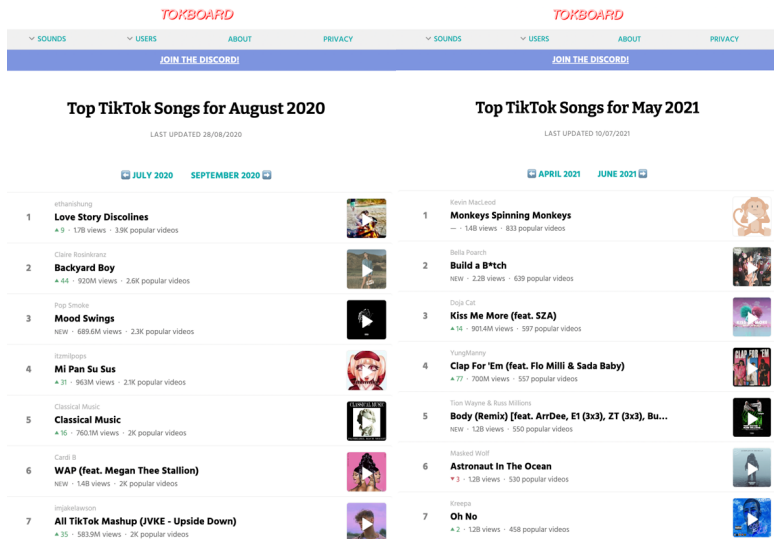 TOKBOARD
SOUNDS USERS ABOUT PRIVACY
JOIN THE DISCORD!
Top TikTok Songs for August 2020
LAST UPDATED 28/08/2020
JULY 2020 SEPTEMBER 2020
ethanishung
1 Love Story Discolines
9 · 1.7B views · 3.9K popular videos
Claire Rosinkranz
2 Backyard Boy
44 · 920M views · 2.6K popular videos
Pop Smoke
3 Mood Swings
NEW · 689.6M views · 2.3K popular videos
itzmilpops
4 Mi Pan Su Sus
31 · 963M views · 2.1K popular videos
Classical Music
5 Classical Music
16 · 760.1M views · 2K popular videos
CLASSICAL MUSIC
Cardi B
6 WAP (feat. Megan Thee Stallion)
NEW · 1.4B views · 2K popular videos
imjakelawson
7 All TikTok Mashup (JVKE - Upside Down)
35 · 583.9M views · 2K popular videos
TOKBOARD
SOUNDS USERS ABOUT PRIVACY
JOIN THE DISCORD!
Top TikTok Songs for May 2021
LAST UPDATED 10/07/2021
APRIL 2021 JUNE 2021
Kevin MacLeod
1 Monkeys Spinning Monkeys
— · 1.4B views · 833 popular videos
Bella Poarch
2 Build a B*tch
NEW · 2.2B views · 639 popular videos
Doja Cat
3 Kiss Me More (feat. SZA)
14 · 901.4M views · 597 popular videos
YungManny
4 Clap For 'Em (feat. Flo Milli & Sada Baby)
77 · 700M views · 557 popular videos
CLAP FOR 'EM
Tion Wayne & Russ Millions
5 Body (Remix) [feat. ArrDee, E1 (3x3), ZT (3x3), Bu...
NEW · 1.2B views · 550 popular videos
Masked Wolf
6 Astronaut In The Ocean
3 · 1.2B views · 530 popular videos
Kreepa
7 Oh No
2 · 1.2B views · 458 popular videos